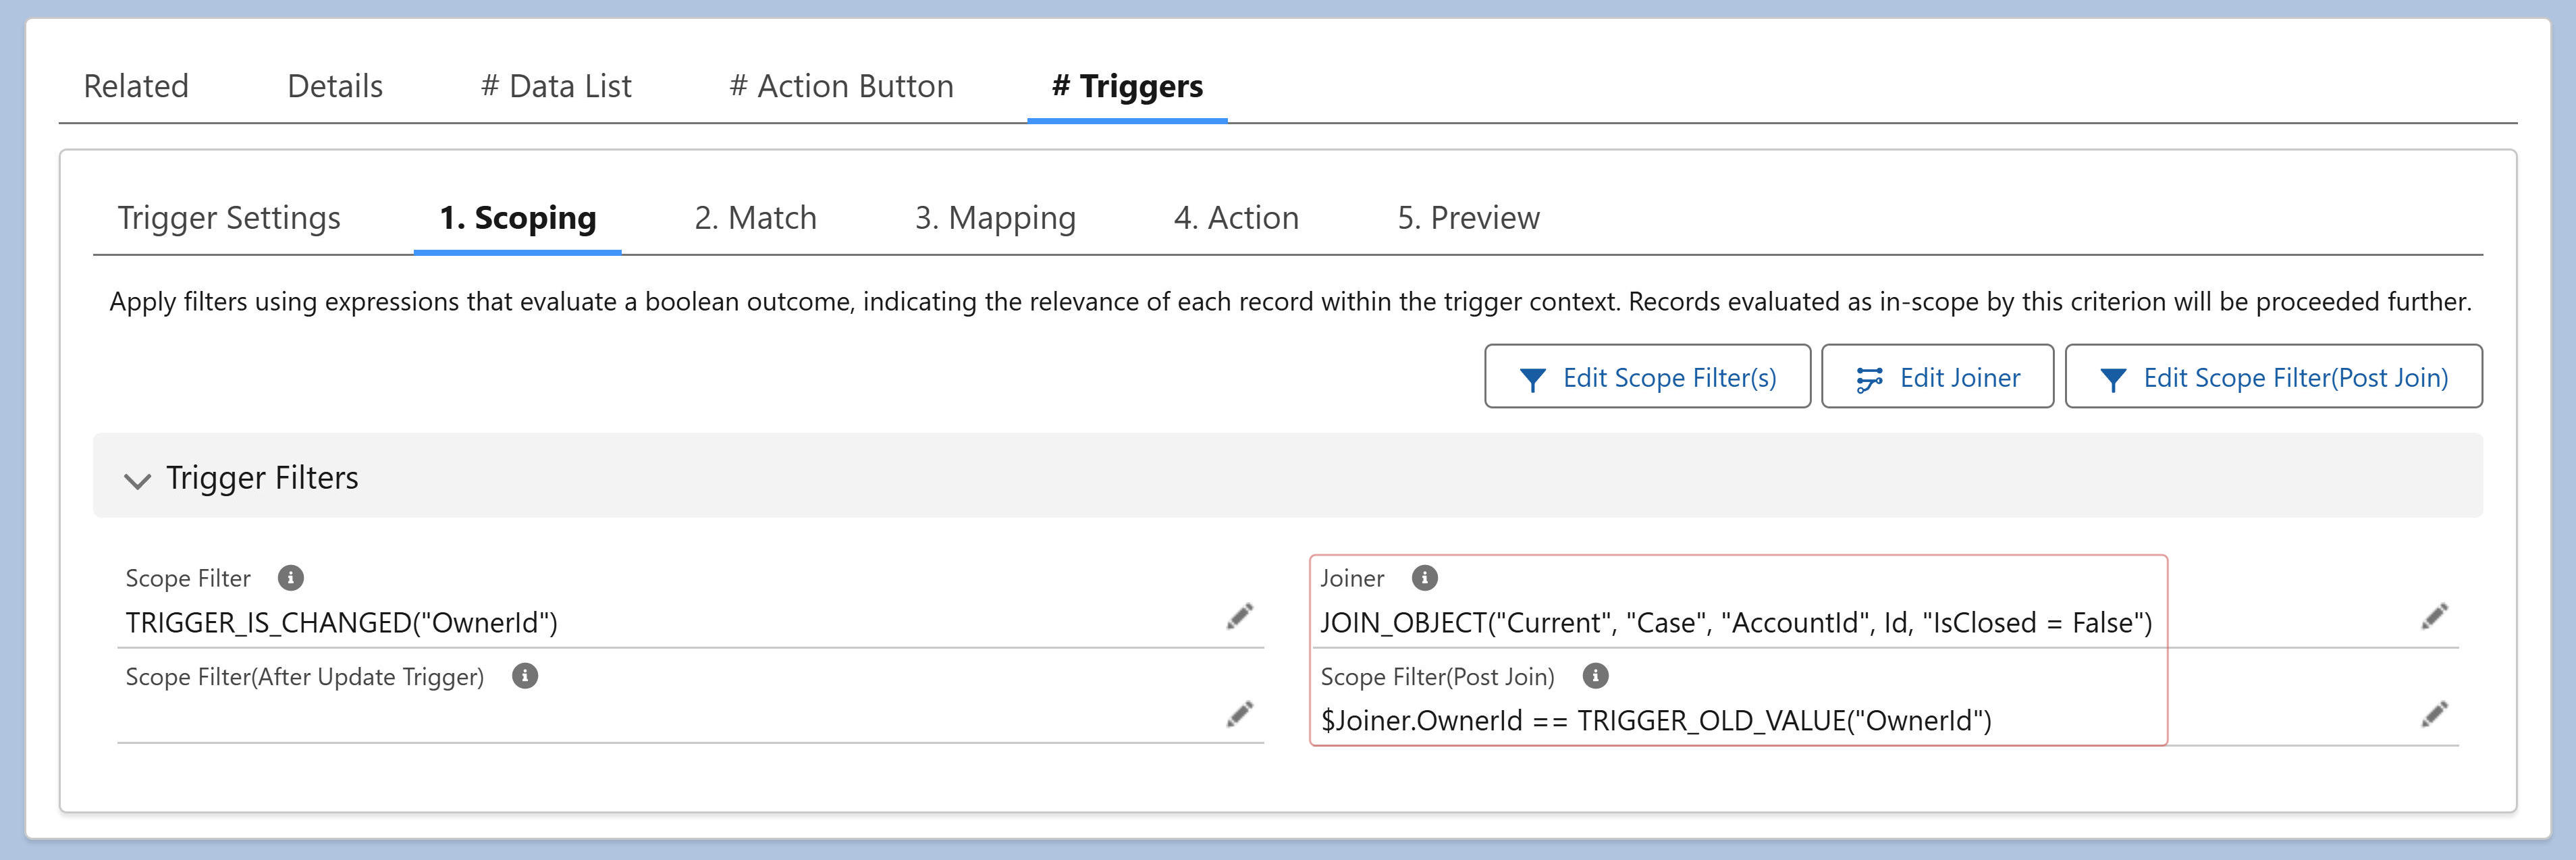 Related Details # Data List # Action Button # Triggers
Trigger Settings 1. Scoping 2. Match 3. Mapping 4. Action 5. Preview
Apply filters using expressions that evaluate a boolean outcome, indicating the relevance of each record within the trigger context. Records evaluated as in-scope by this criterion will be proceeded further.
Edit Scope Filter(s) Edit Joiner Edit Scope Filter(Post Join)
Trigger Filters
Scope Filter
TRIGGER_IS_CHANGED("OwnerId")
Joiner
JOIN_OBJECT("Current", "Case", "AccountId", Id, "IsClosed = False")
Scope Filter(After Update Trigger)
Scope Filter(Post Join)
$Joiner.OwnerId == TRIGGER_OLD_VALUE("OwnerId")